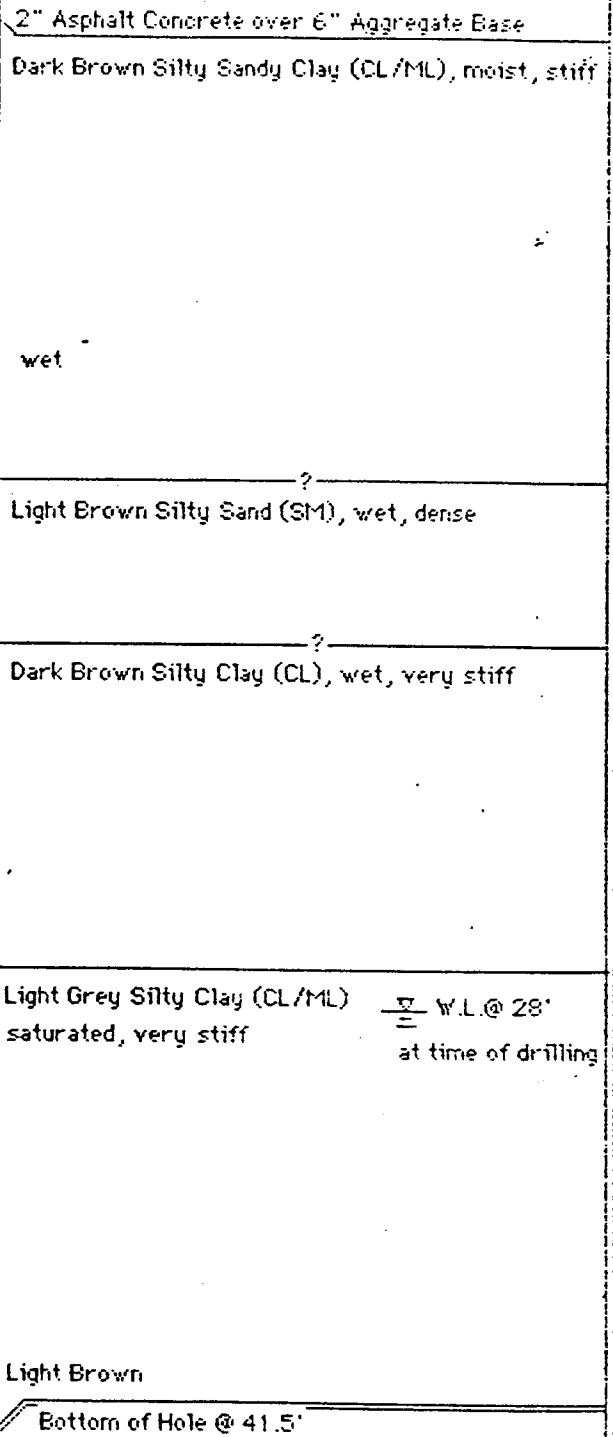 2" Asphalt Concrete over 6" Aggregate Base
Dark Brown Silty Sandy Clay (CL/ML), moist, stiff
wet
?
Light Brown Silty Sand (SM), wet, dense
?
Dark Brown Silty Clay (CL), wet, very stiff
Light Grey Silty Clay (CL/ML) W.L.@ 28'
saturated, very stiff
at time of drilling
Light Brown
Bottom of Hole @ 41.5'